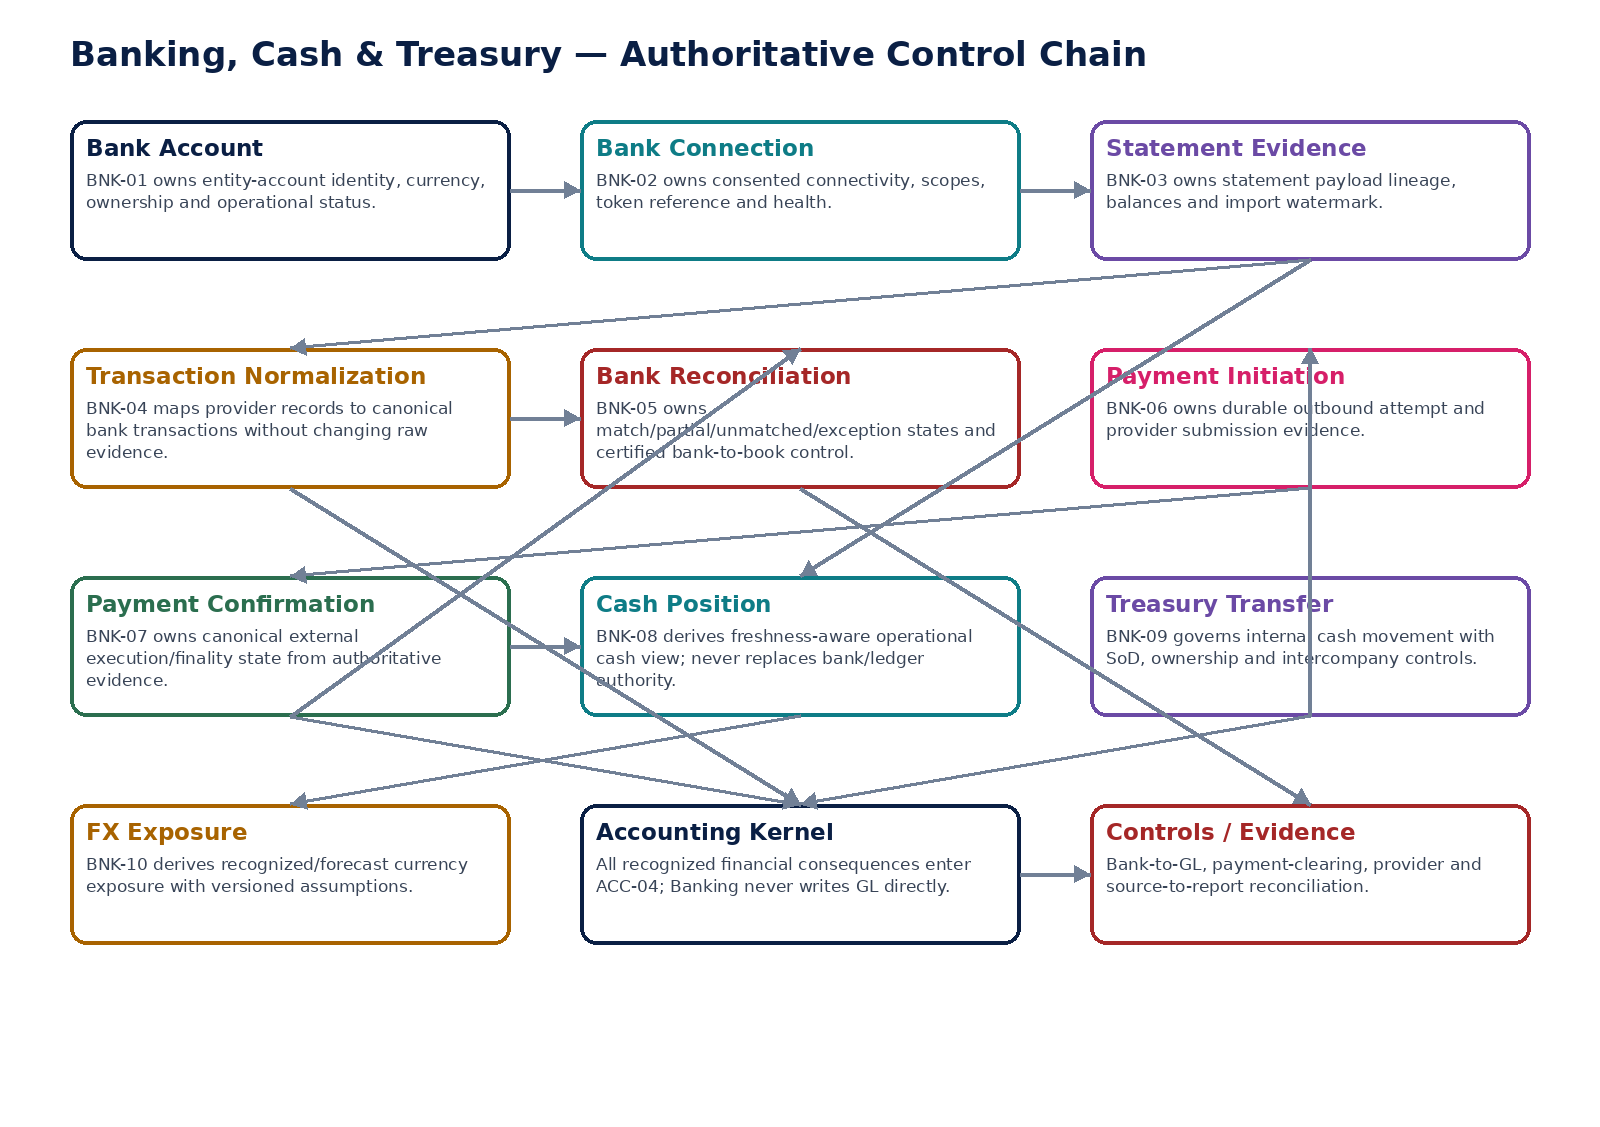 Banking, Cash & Treasury — Authoritative Control Chain
Bank Account
BNK-01 owns entity-account identity, currency,
ownership and operational status.
Bank Connection
BNK-02 owns consented connectivity, scopes,
token reference and health.
Statement Evidence
BNK-03 owns statement payload lineage,
balances and import watermark.
Transaction Normalization
BNK-04 maps provider records to canonical
bank transactions without changing raw
evidence.
Bank Reconciliation
BNK-05 owns
match/partial/unmatched/exception states and
certified bank-to-book control.
Payment Initiation
BNK-06 owns durable outbound attempt and
provider submission evidence.
Payment Confirmation
BNK-07 owns canonical external
execution/finality state from authoritative
evidence.
Cash Position
BNK-08 derives freshness-aware operational
cash view; never replaces bank/ledger
authority.
Treasury Transfer
BNK-09 governs internal cash movement with
SoD, ownership and intercompany controls.
FX Exposure
BNK-10 derives recognized/forecast currency
exposure with versioned assumptions.
Accounting Kernel
All recognized financial consequences enter
ACC-04; Banking never writes GL directly.
Controls / Evidence
Bank-to-GL, payment-clearing, provider and
source-to-report reconciliation.